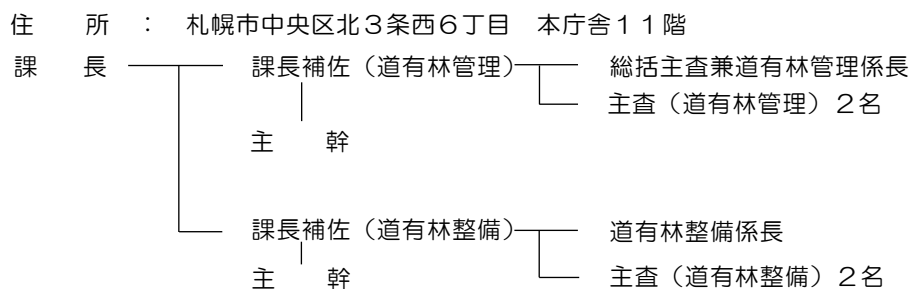 住　　所　：　札幌市中央区北３条西６丁目　本庁舎１１階
課　　長　課長補佐（道有林管理）　総括主査兼道有林管理係長
主査（道有林管理）２名
主　　幹
課長補佐（道有林整備）　道有林整備係長
主　　幹　主査（道有林整備）２名